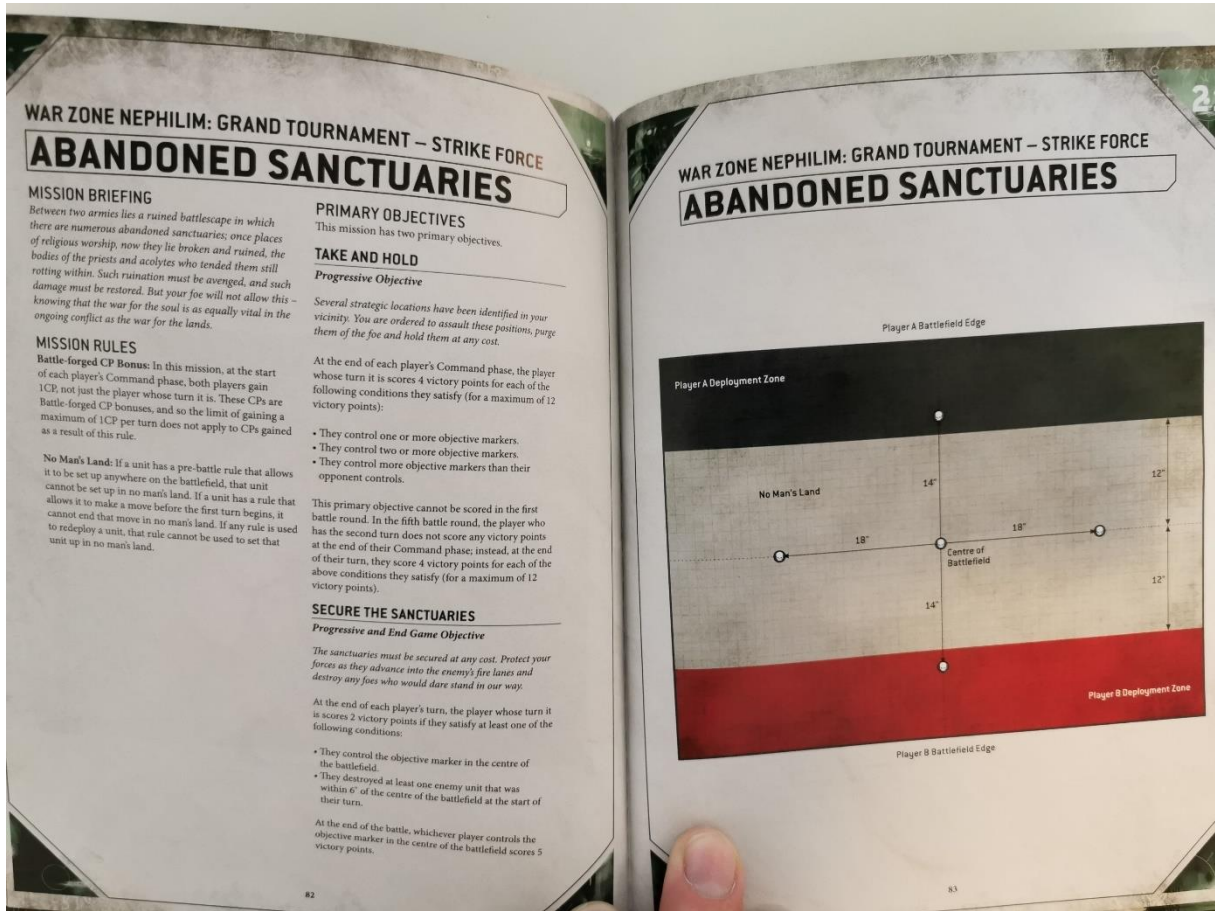 WAR ZONE NEPHILIM: GRAND TOURNAMENT – STRIKE FORCE
ABANDONED SANCTUARIES
MISSION BRIEFING
Between two armies lies a ruined battlescape in which
there are numerous abandoned sanctuaries; once places
of religious worship, now they lie broken and ruined, the
bodies of the priests and acolytes who tended them still
rotting within. Such ruination must be avenged, and such
damage must be restored. But your foe will not allow this –
knowing that the war for the soul is as equally vital in the
ongoing conflict as the war for the lands.
MISSION RULES
Battle-forged CP Bonus: In this mission, at the start
of each player's Command phase, both players gain
1CP, not just the player whose turn it is. These CPs are
Battle-forged CP bonuses, and so the limit of gaining a
maximum of 1CP per turn does not apply to CPs gained
as a result of this rule.
No Man's Land: If a unit has a pre-battle rule that allows
it to be set up anywhere on the battlefield, that unit
cannot be set up in no man's land. If a unit has a rule that
allows it to make a move before the first turn begins, it
cannot end that move in no man's land. If any rule is used
to redeploy a unit, that rule cannot be used to set that
unit up in no man's land.
PRIMARY OBJECTIVES
This mission has two primary objectives.
TAKE AND HOLD
Progressive Objective
Several strategic locations have been identified in your
vicinity. You are ordered to assault these positions, purge
them of the foe and hold them at any cost.
At the end of each player's Command phase, the player
whose turn it is scores 4 victory points for each of the
following conditions they satisfy (for a maximum of 12
victory points):
• They control one or more objective markers.
• They control two or more objective markers.
• They control more objective markers than their
opponent controls.
This primary objective cannot be scored in the first
battle round. In the fifth battle round, the player who
has the second turn does not score any victory points
at the end of their Command phase; instead, at the end
of their turn, they score 4 victory points for each of the
above conditions they satisfy (for a maximum of 12
victory points).
SECURE THE SANCTUARIES
Progressive and End Game Objective
The sanctuaries must be secured at any cost. Protect your
forces as they advance into the enemy's fire lanes and
destroy any foes who would dare stand in our way.
At the end of each player's turn, the player whose turn it
is scores 2 victory points if they satisfy at least one of the
following conditions:
• They control the objective marker in the centre of
the battlefield.
• They destroyed at least one enemy unit that was
within 6" of the centre of the battlefield at the start of
their turn.
At the end of the battle, whichever player controls the
objective marker in the centre of the battlefield scores 5
victory points.
82
WAR ZONE NEPHILIM: GRAND TOURNAMENT – STRIKE FORCE
ABANDONED SANCTUARIES
Player A Battlefield Edge
Player A Deployment Zone
No Man's Land
14"
12"
18"
18"
Centre of
Battlefield
14"
12"
Player B Deployment Zone
Player B Battlefield Edge
83